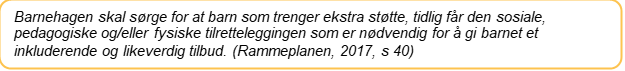 Barnehagen skal sørge for at barn som trenger ekstra støtte, tidlig får den sosiale,
pedagogiske og/eller fysiske tilretteleggingen som er nødvendig for å gi barnet et
inkluderende og likeverdig tilbud. (Rammeplanen, 2017, s 40)